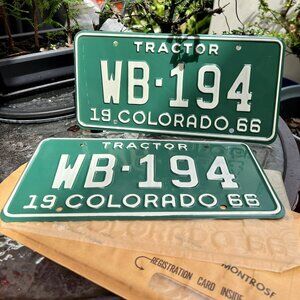 TRACTOR
WB·194
19 COLORADO 66
TRACTOR
WB·194
19 COLORADO 66
REGISTRATION CARD INSIDE
MONTROSE